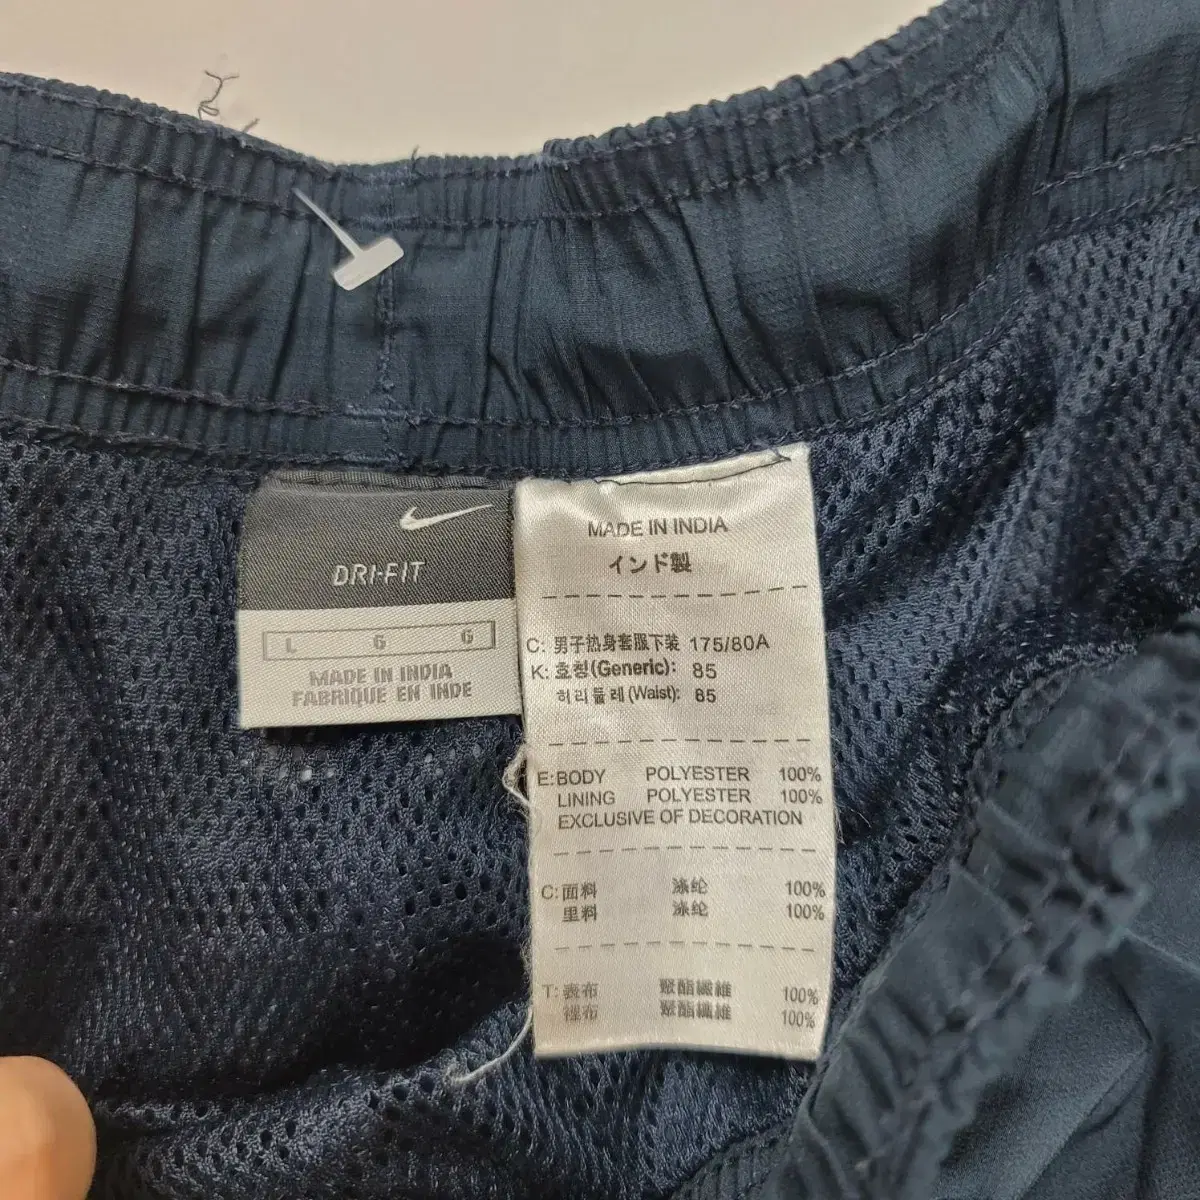 DRI-FIT
L G G
MADE IN INDIA
FABRIQUÉ EN INDE
MADE IN INDIA
インド製
C: 男子热身套服下装 175/80A
K: 호칭(Generic): 85
허리둘레(Waist): 85
E: BODY POLYESTER 100%
LINING POLYESTER 100%
EXCLUSIVE OF DECORATION
C: 面料 涤纶 100%
里料 涤纶 100%
T: 表布 聚酯纖維 100%
裡布 聚酯纖維 100%